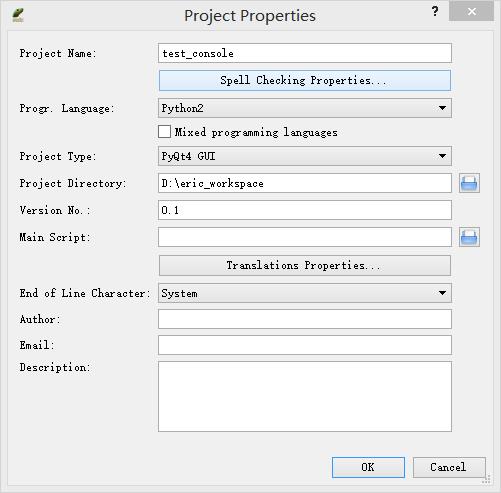 Project Properties
? ×
Project Name: test_console
Spell Checking Properties...
Progr. Language: Python2
Mixed programming languages
Project Type: PyQt4 GUI
Project Directory: D:\eric_workspace
Version No.: 0.1
Main Script:
Translations Properties...
End of Line Character: System
Author:
Email:
Description:
OK Cancel